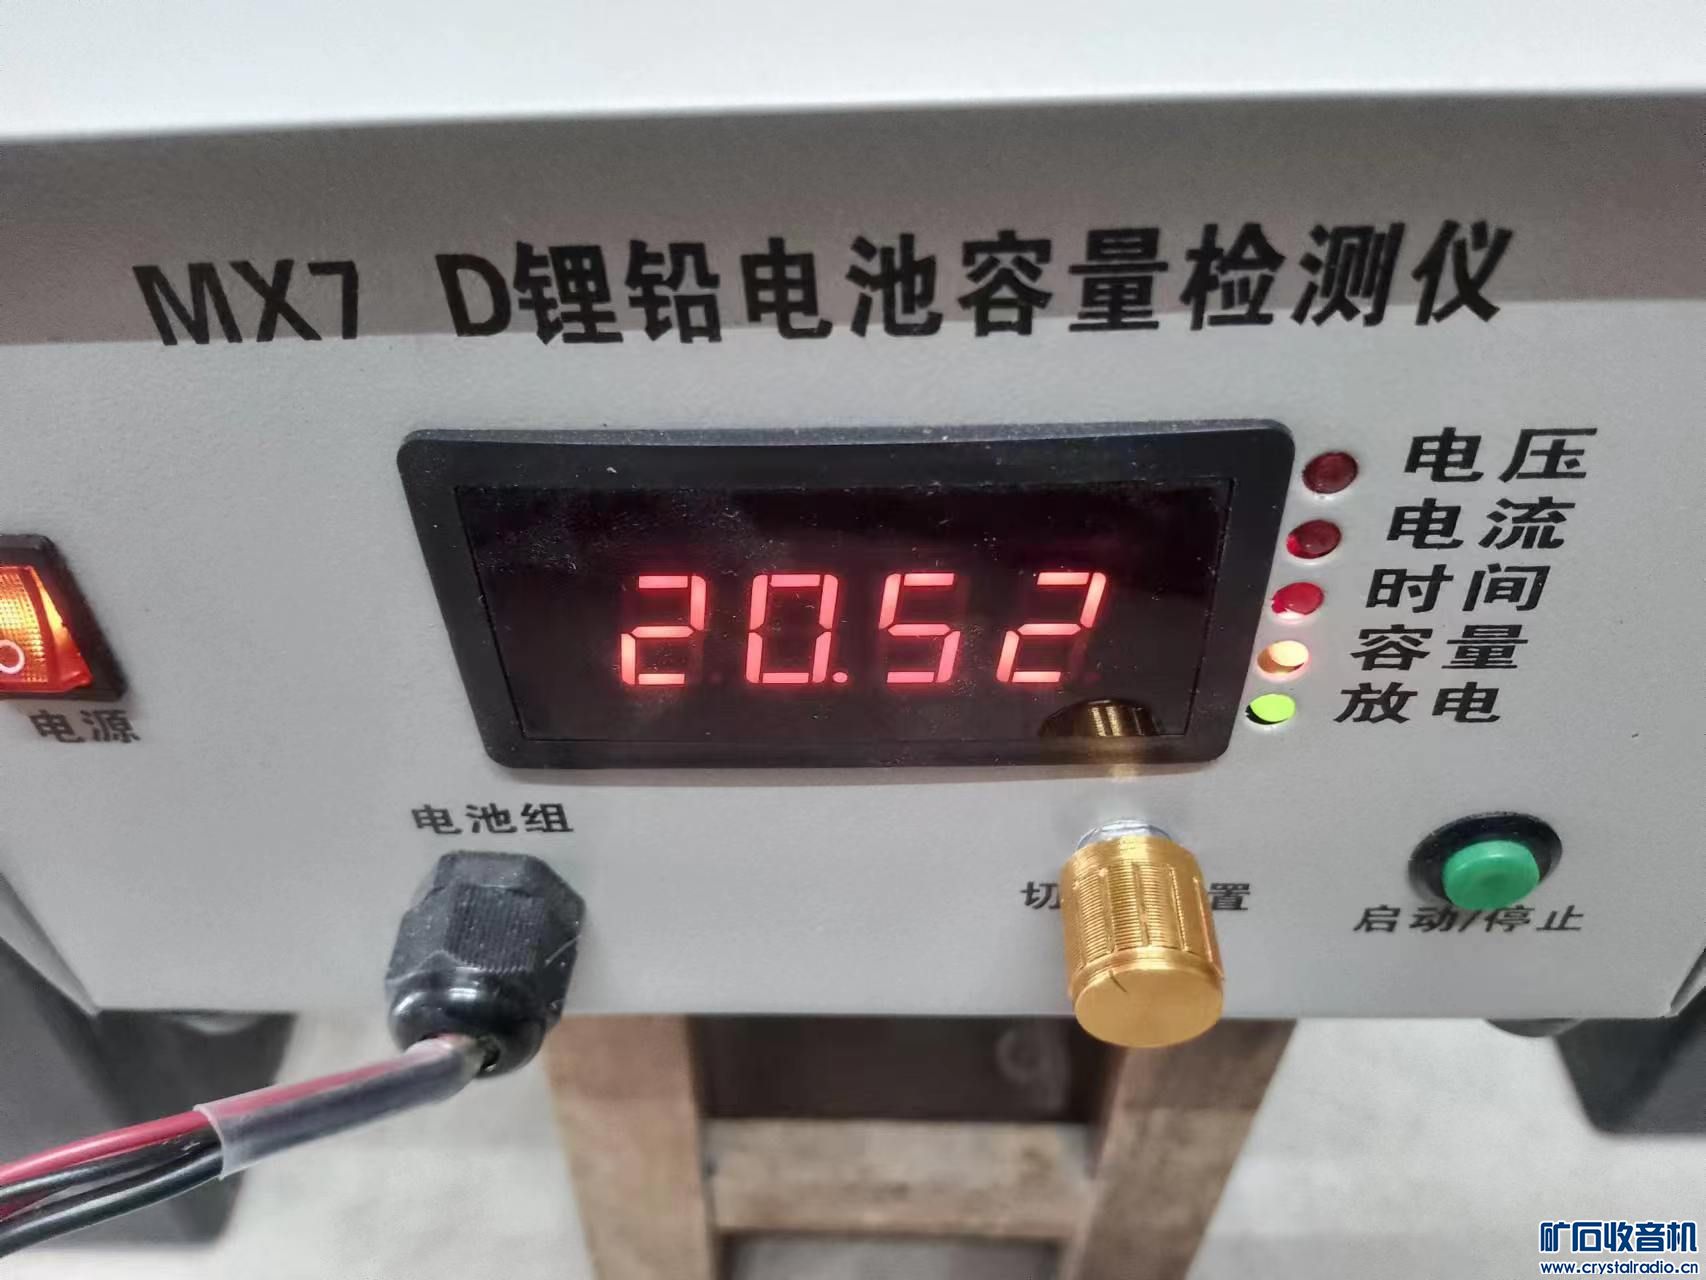 MX7 D锂铅电池容量检测仪
电压
电流
时间
容量
放电
20.52
电源
电池组
切 置
启动/停止
矿石收音机
www.crystalradio.cn